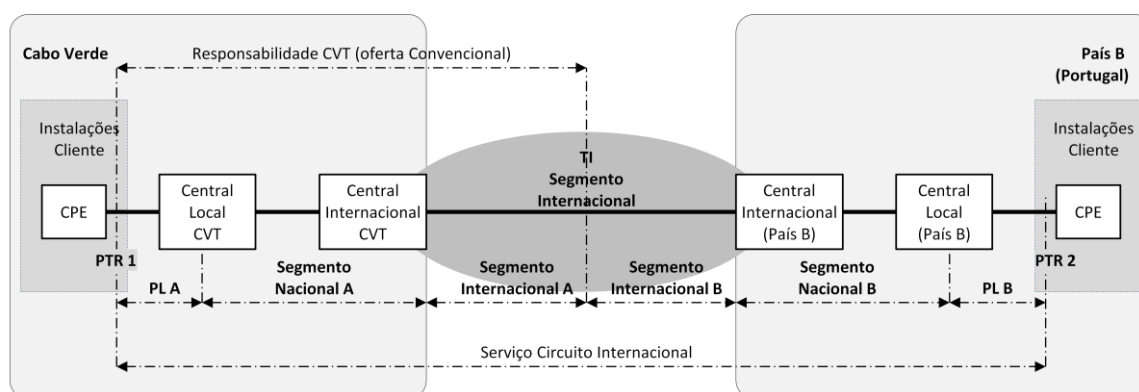 Cabo Verde
Responsabilidade CVT (oferta Convencional)
País B
(Portugal)
Instalações
Cliente
Instalações
Cliente
TI
Segmento
Internacional
CPE
Central
Local
CVT
Central
Internacional
CVT
Central
Internacional
(País B)
Central
Local
(País B)
CPE
PTR 1
PTR 2
PL A
Segmento
Nacional A
Segmento
Internacional A
Segmento
Internacional B
Segmento
Nacional B
PL B
Serviço Circuito Internacional